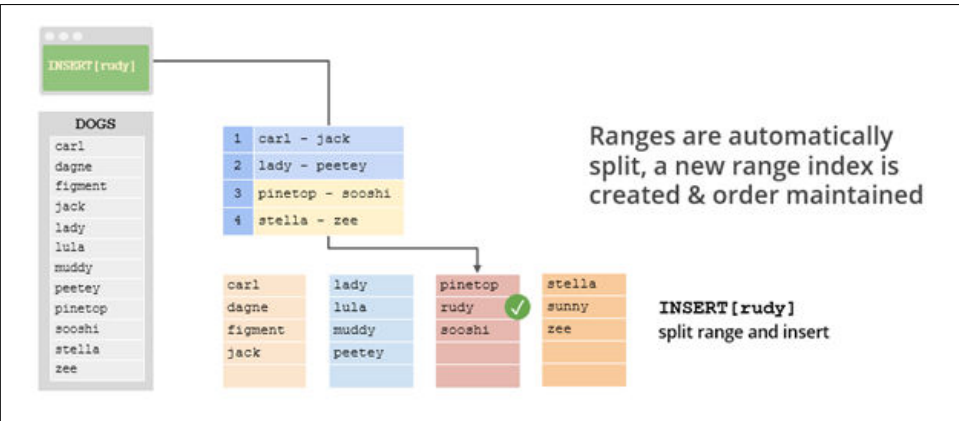 INSERT[rudy]
DOGS
carl
dagne
figment
jack
lady
lula
muddy
peetey
pinetop
sooshi
stella
zee
1 carl - jack
2 lady - peetey
3 pinetop - sooshi
4 stella - zee
Ranges are automatically
split, a new range index is
created & order maintained
carl
dagne
figment
jack
lady
lula
muddy
peetey
pinetop
rudy
sooshi
stella
sunny
zee
INSERT[rudy]
split range and insert